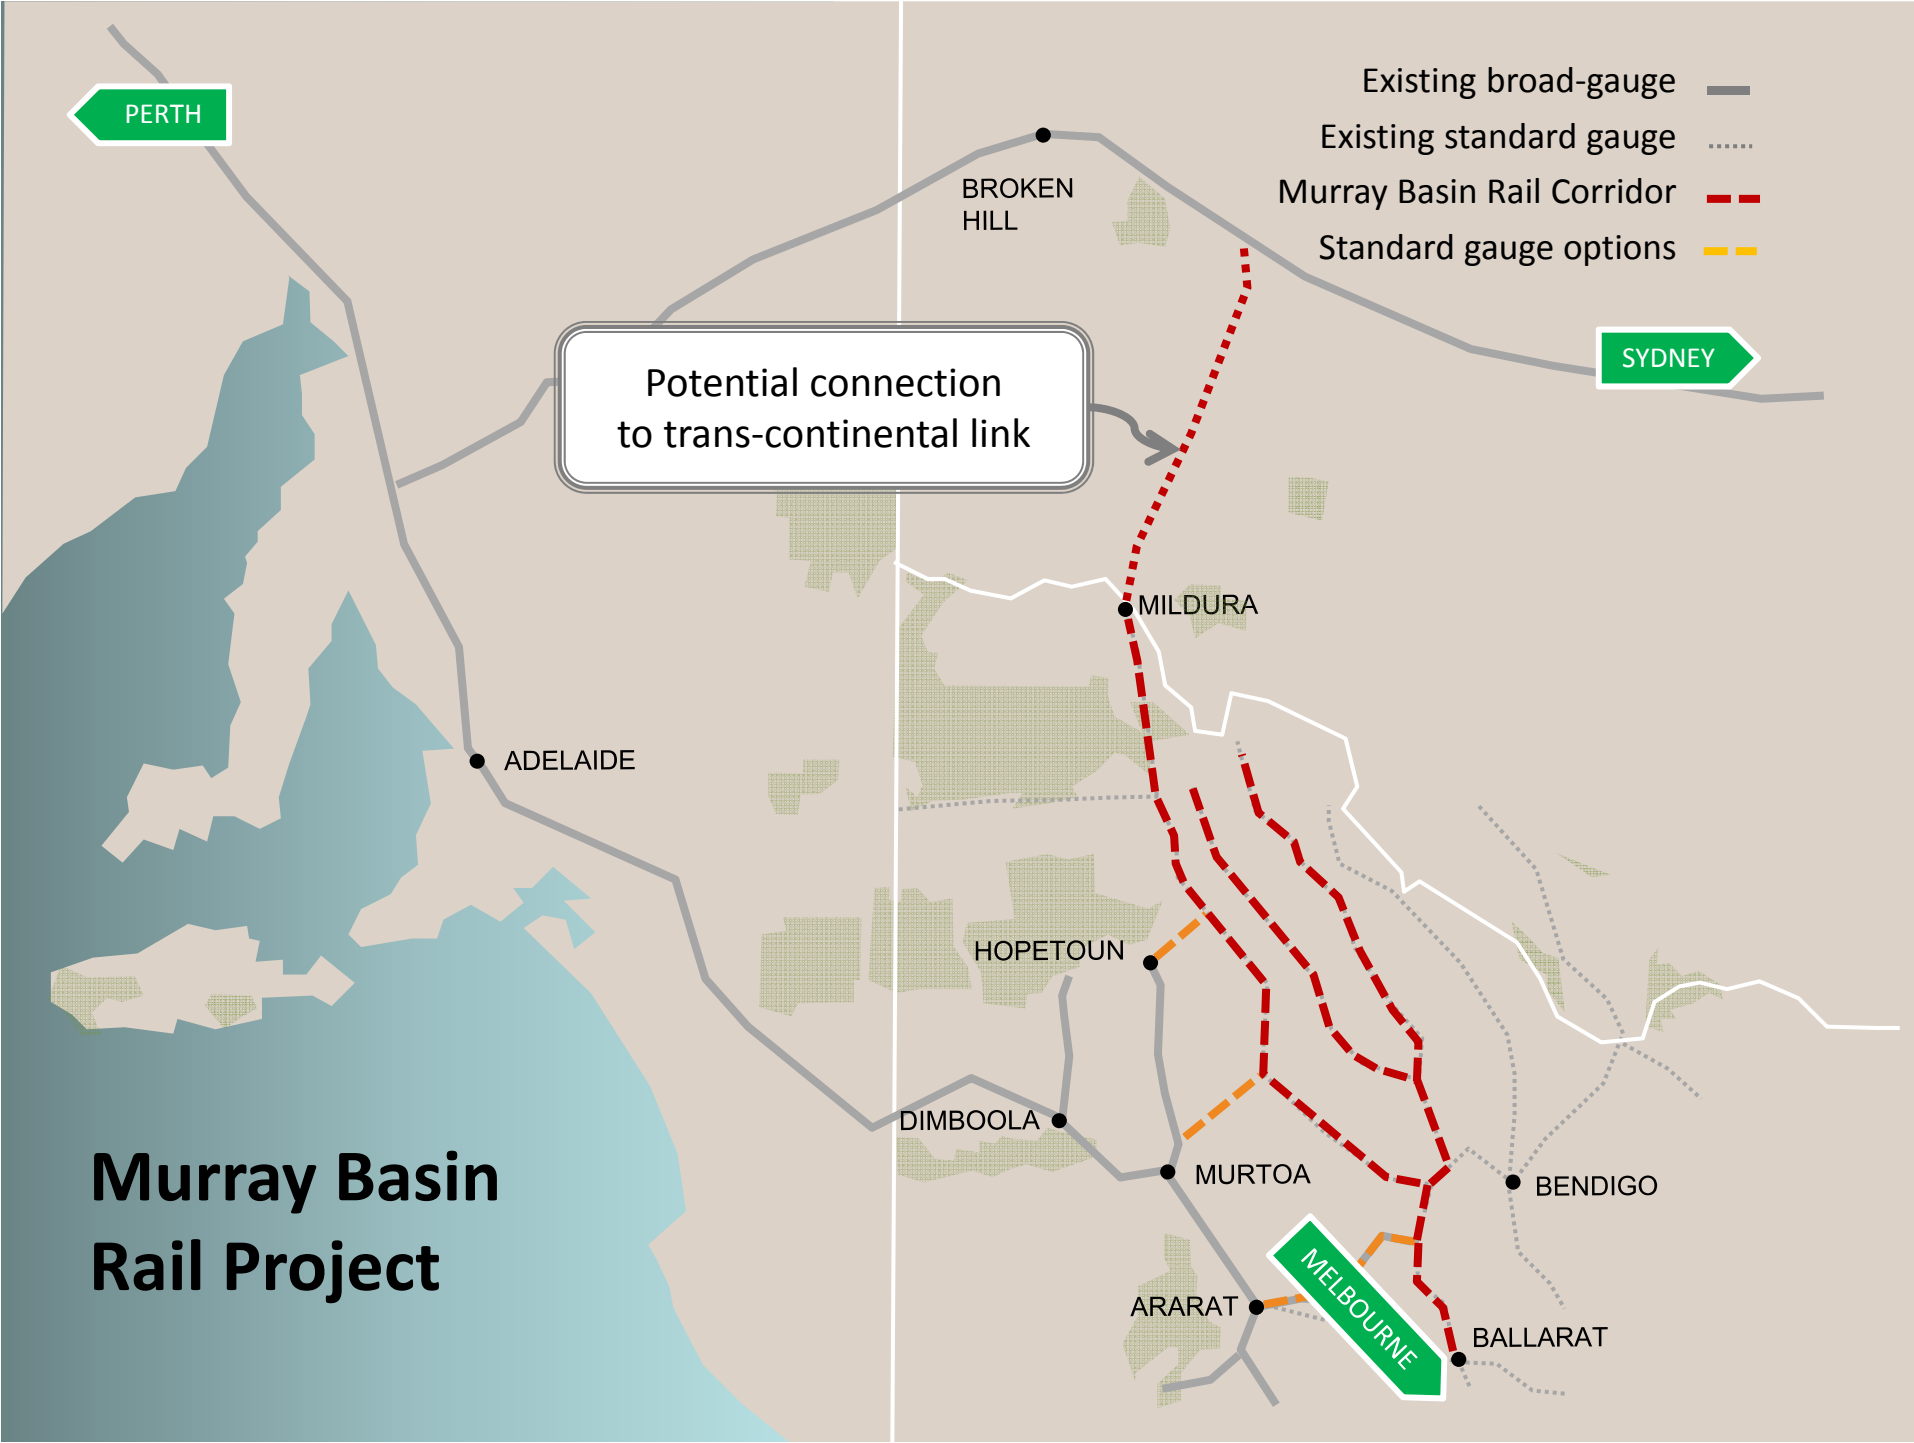 PERTH
Existing broad-gauge
Existing standard gauge
Murray Basin Rail Corridor
Standard gauge options
BROKEN
HILL
SYDNEY
Potential connection
to trans-continental link
MILDURA
ADELAIDE
HOPETOUN
DIMBOOLA
MURTOA
BENDIGO
Murray Basin
Rail Project
MELBOURNE
ARARAT
BALLARAT